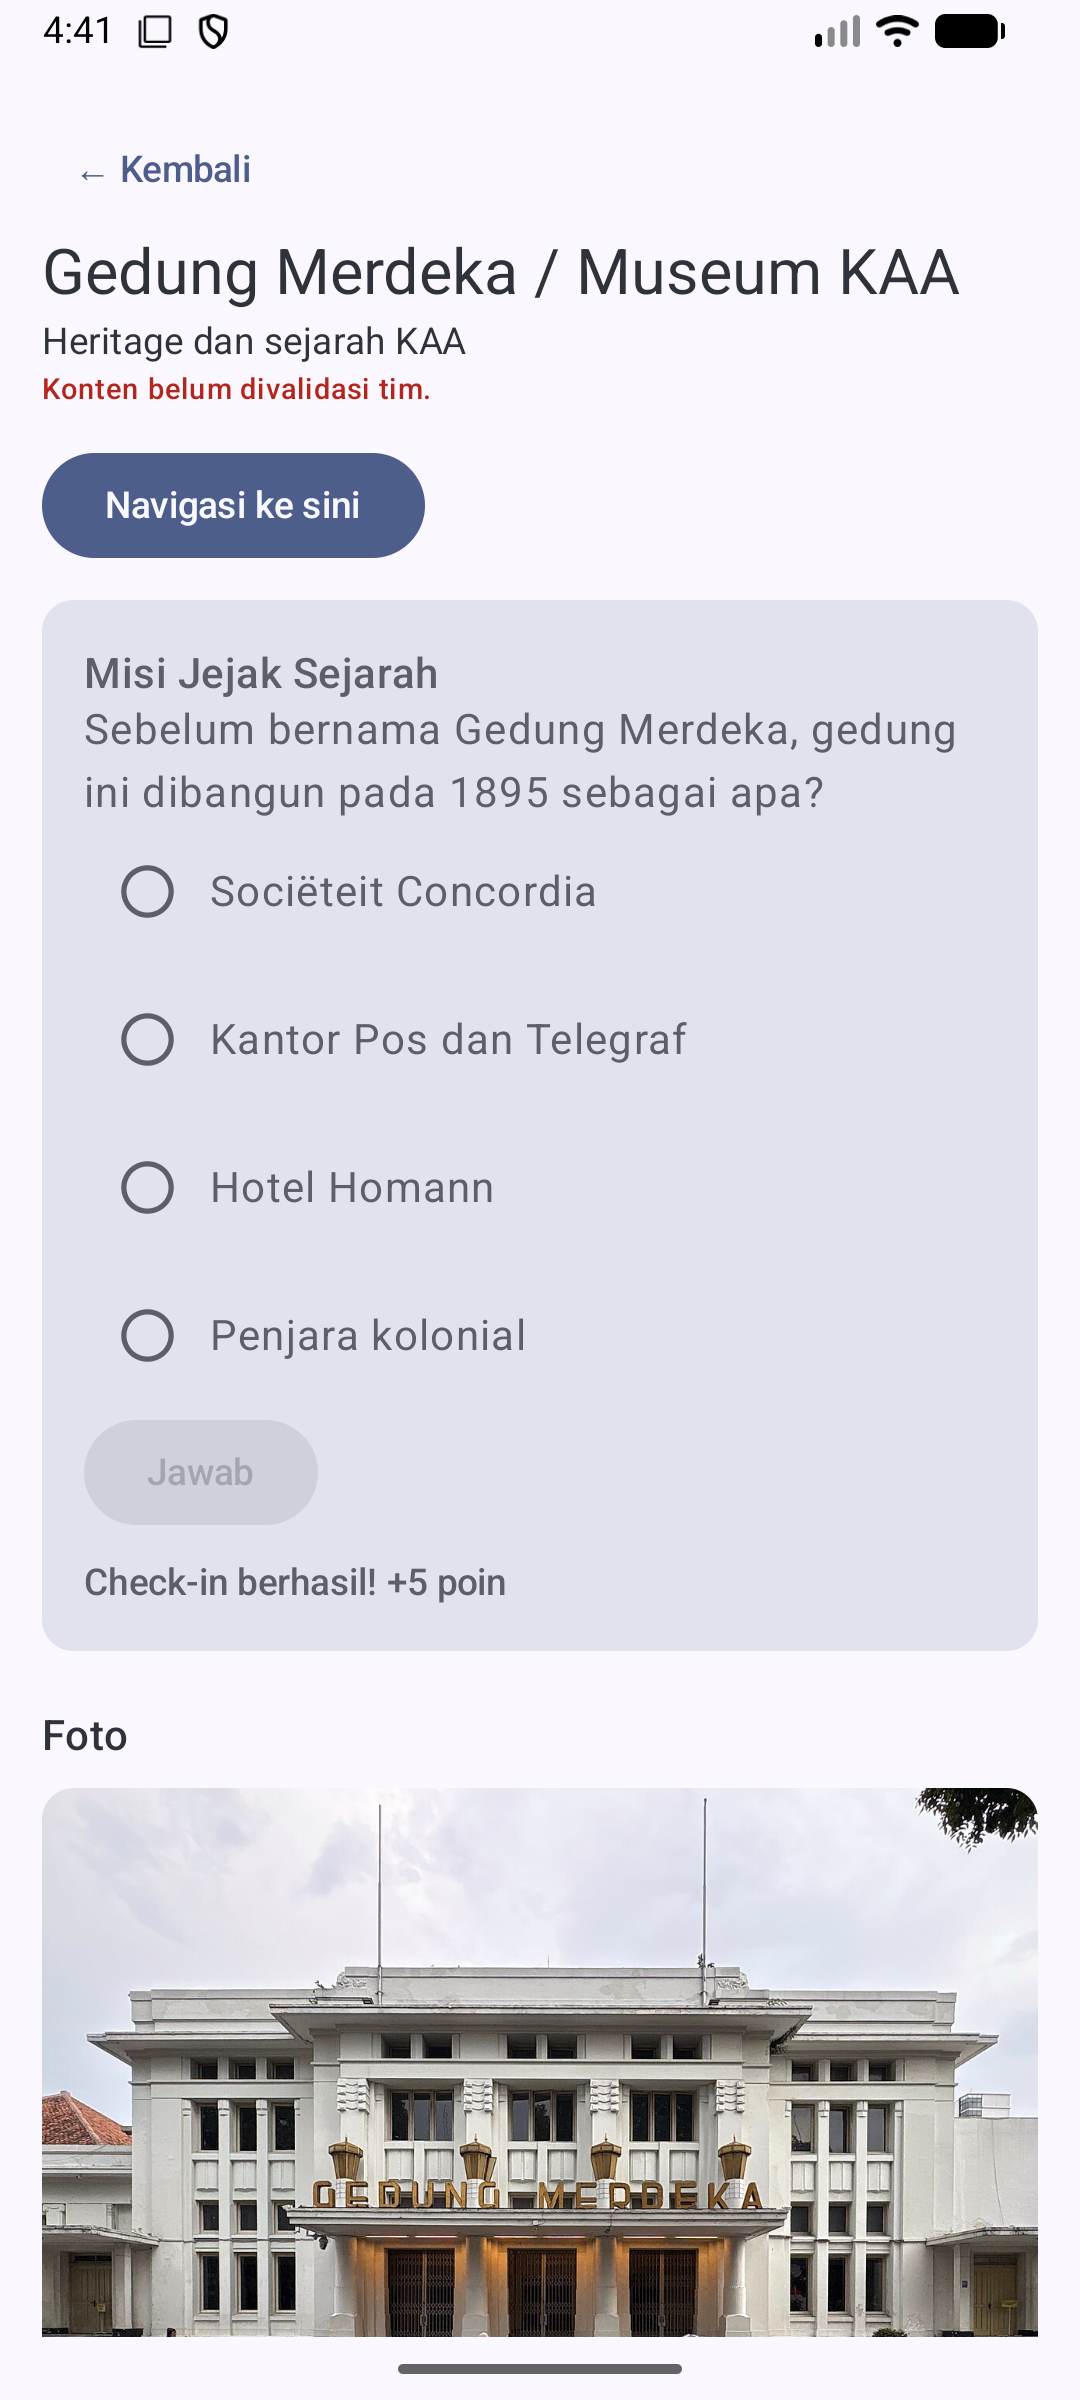 4:41
← Kembali
Gedung Merdeka / Museum KAA
Heritage dan sejarah KAA
Konten belum divalidasi tim.
Navigasi ke sini
Misi Jejak Sejarah
Sebelum bernama Gedung Merdeka, gedung
ini dibangun pada 1895 sebagai apa?
Sociëteit Concordia
Kantor Pos dan Telegraf
Hotel Homann
Penjara kolonial
Jawab
Check-in berhasil! +5 poin
Foto
GEDUNG MERDEKA